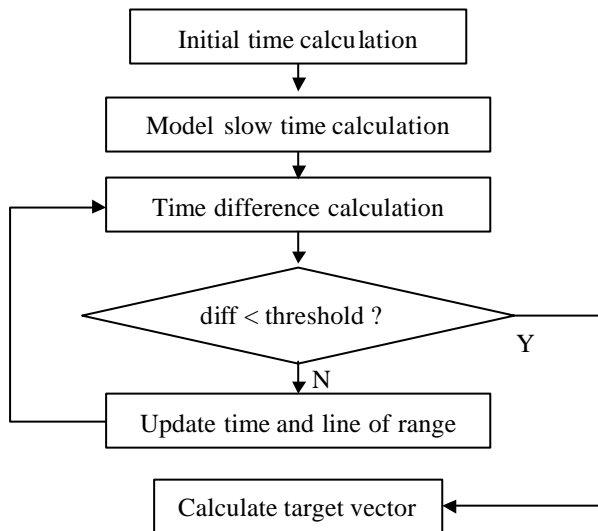 Initial time calculation
Model slow time calculation
Time difference calculation
diff < threshold ?
Y
N
Update time and line of range
Calculate target vector